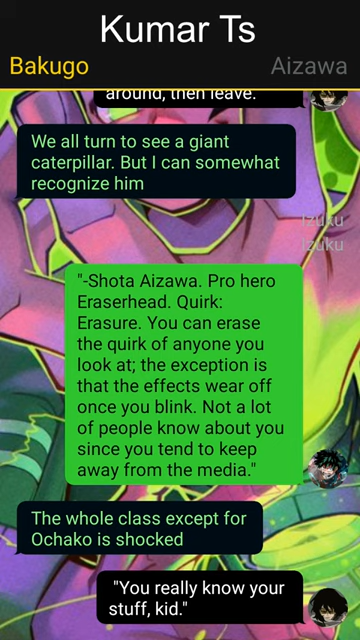 Kumar Ts
Bakugo Aizawa
around, then leave.
We all turn to see a giant
caterpillar. But I can somewhat
recognize him
Izuku
Izuku
"-Shota Aizawa. Pro hero
Eraserhead. Quirk:
Erasure. You can erase
the quirk of anyone you
look at; the exception is
that the effects wear off
once you blink. Not a lot
of people know about you
since you tend to keep
away from the media."
The whole class except for
Ochako is shocked
"You really know your
stuff, kid."